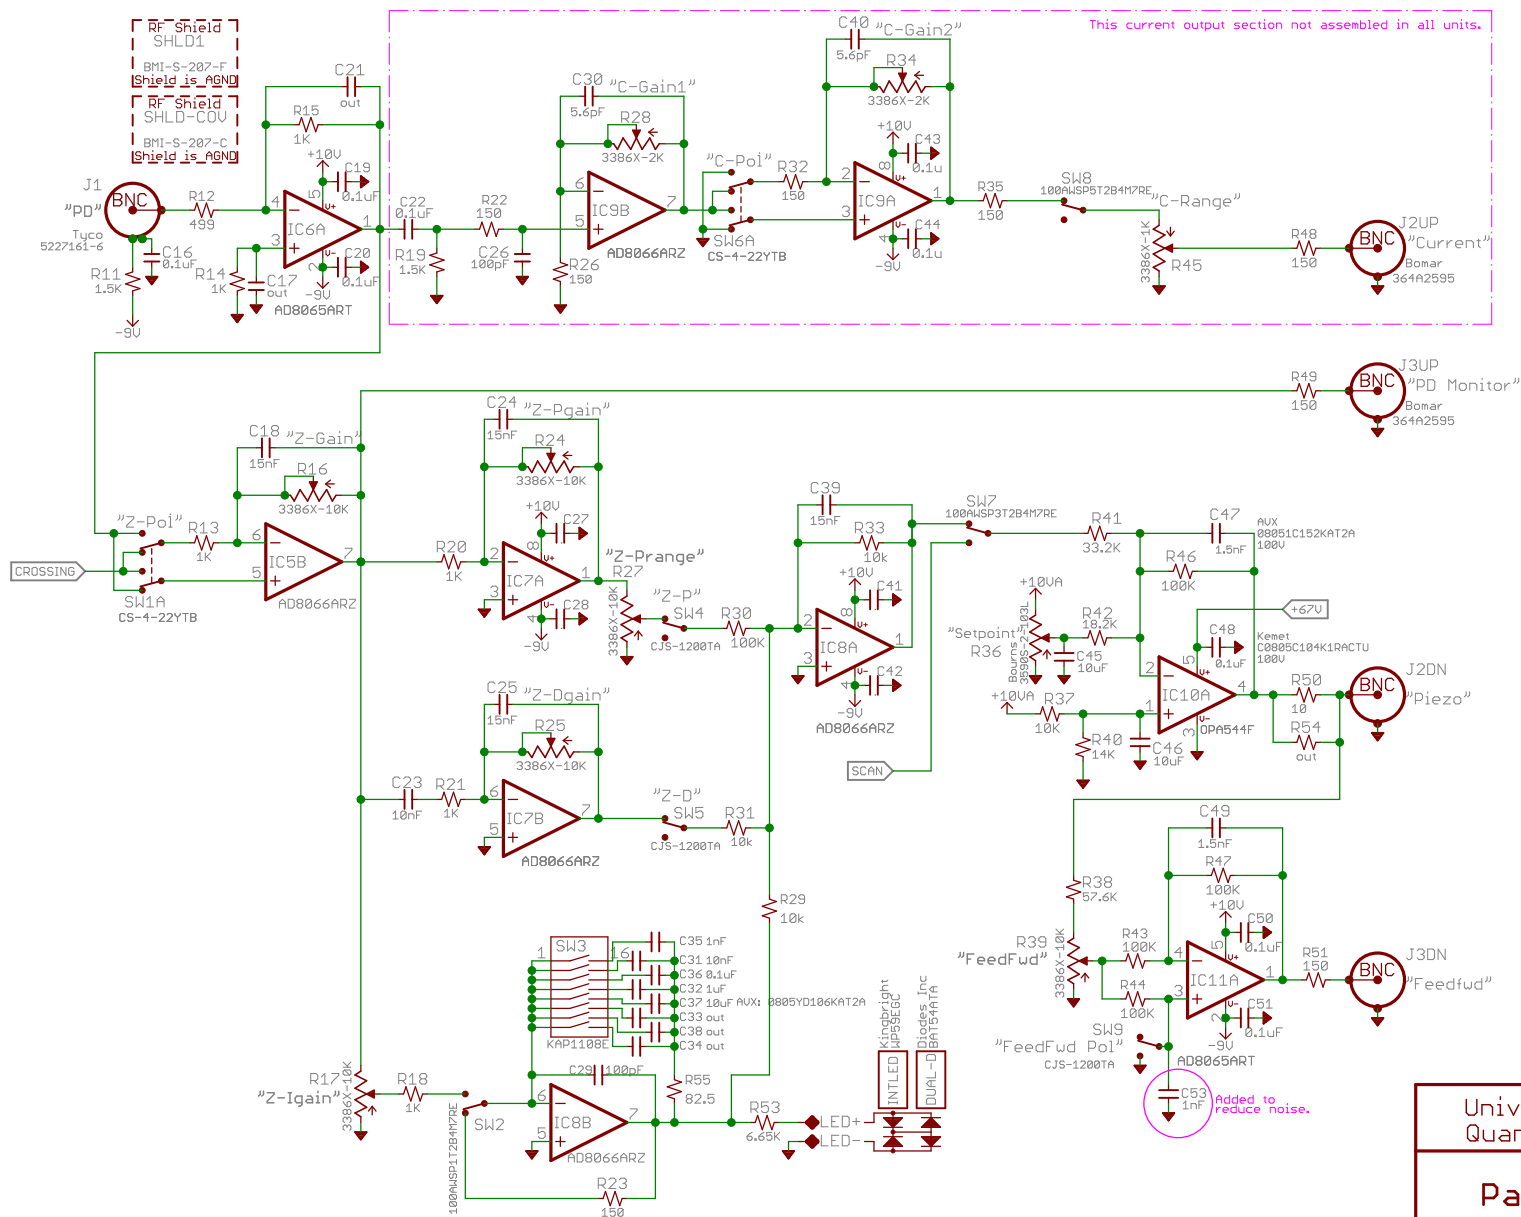 This current output section not assembled in all units.
RF Shield
SHLD1
BMI-S-207-F
Shield is AGND
RF Shield
SHLD-COV
BMI-S-207-C
Shield is AGND
C21
out
R15
1K
+10V
C19
0.1uF
J1
BNC
"PD"
Tyco
5227161-6
R12
499
4
3
5
2
1
IC6A
C20
0.1uF
-9V
AD8065ART
C16
0.1uF
R11
1.5K
-9V
R14
1K
C17
out
C22
0.1uF
R19
1.5K
R22
150
C26
100pF
C30
5.6pF
"C-Gain1"
R28
3386X-2K
6
5
7
IC9B
AD8066ARZ
R26
150
"C-Pol"
SW6A
CS-4-22YTB
R32
150
C40
5.6pF
"C-Gain2"
R34
3386X-2K
+10V
C43
0.1u
2
3
8
4
1
V+
V-
IC9A
C44
0.1u
-9V
R35
150
SW8
100AWSP5T2B4M7RE
"C-Range"
3386X-1K
R45
R48
150
J2UP
BNC
"Current"
Bomar
364A2595
R49
150
J3UP
BNC
"PD Monitor"
Bomar
364A2595
C18
15nF
"Z-Gain"
R16
3386X-10K
"Z-Pol"
R13
1K
6
5
7
IC5B
AD8066ARZ
CROSSING
SW1A
CS-4-22YTB
C24
15nF
"Z-Pgain"
R24
3386X-10K
+10V
C27
R20
1K
2
3
8
4
1
V+
V-
IC7A
C28
-9V
"Z-Prange"
R27
3386X-10K
"Z-P"
SW4
CJS-1200TA
R30
100K
C39
15nF
R33
10k
+10V
C41
2
3
8
4
1
V+
V-
IC8A
C42
-9V
AD8066ARZ
SW7
100AWSP3T2B4M7RE
SCAN
R41
33.2K
C47
1.5nF
AVX
08051C152KAT2A
100V
R46
100K
+67V
+10VA
"Setpoint"
R36
Bourns
3590S-2-103L
R42
18.2K
C45
10uF
C48
0.1uF
Kemet
C0805C104K1RACTU
100V
2
1
5
3
4
V+
V-
IC10A
OPA544F
+10VA
R37
10K
R40
14K
C46
10uF
R50
10
R54
out
J2DN
BNC
"Piezo"
C25
15nF
"Z-Dgain"
R25
3386X-10K
C23
10nF
R21
1K
6
5
7
IC7B
AD8066ARZ
"Z-D"
SW5
CJS-1200TA
R31
10k
R29
10k
C49
1.5nF
R47
100K
R38
57.6K
R39
3386X-10K
"FeedFwd"
R43
100K
R44
100K
+10V
C50
0.1uF
4
3
5
2
1
V+
V-
IC11A
C51
0.1uF
-9V
AD8065ART
R51
150
J3DN
BNC
"Feedfwd"
SW9
"FeedFwd Pol"
CJS-1200TA
C53
1nF
Added to
reduce noise.
SW3
1
16
KAP1108E
C35 1nF
C31 10nF
C36 0.1uF
C32 1uF
C37 10uF AVX: 0805YD106KAT2A
C33 out
C38 out
C34 out
C29 100pF
R55
82.5
R17
3386X-10K
"Z-Igain"
R18
1K
SW2
100AWSP1T2B4M7RE
6
5
7
IC8B
AD8066ARZ
R23
150
R53
6.65K
LED+
LED-
Kingbright
WP59EGC
INTLED
Diodes Inc
BAT54ATA
DUAL-D
Univ
Quar
Pa